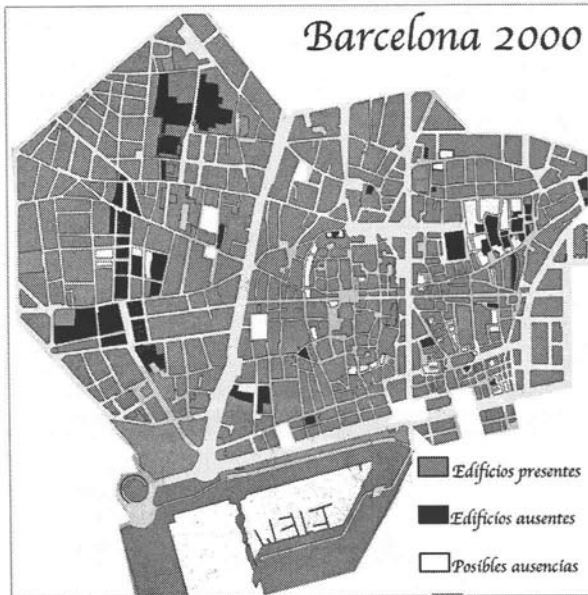 Barcelona 2000
Edificios presentes
Edificios ausentes
Posibles ausencias